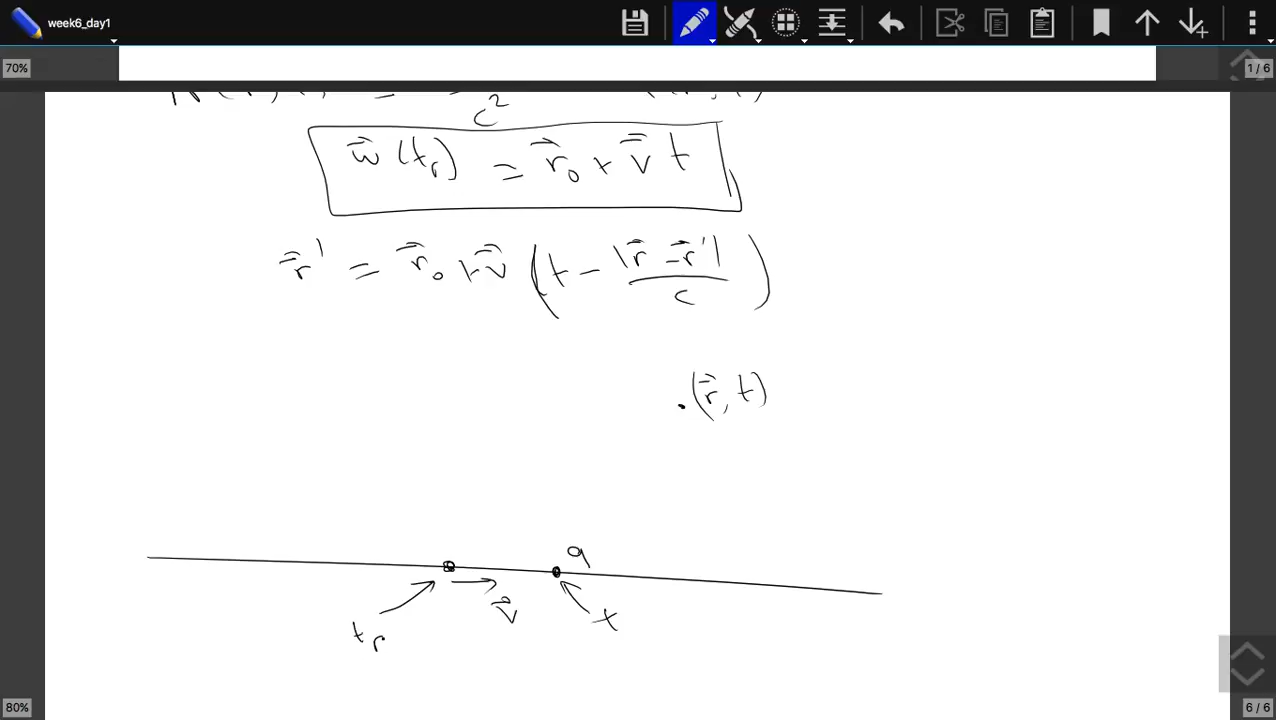 week6_day1
70%
1/6
c²
w⃗ (t_r) = r⃗₀ + v⃗ t
r⃗' = r⃗₀ + v⃗ (t - |r⃗ - r⃗'|/c)
(r⃗, t)
q
v⃗
t_r
t
80%
6/6